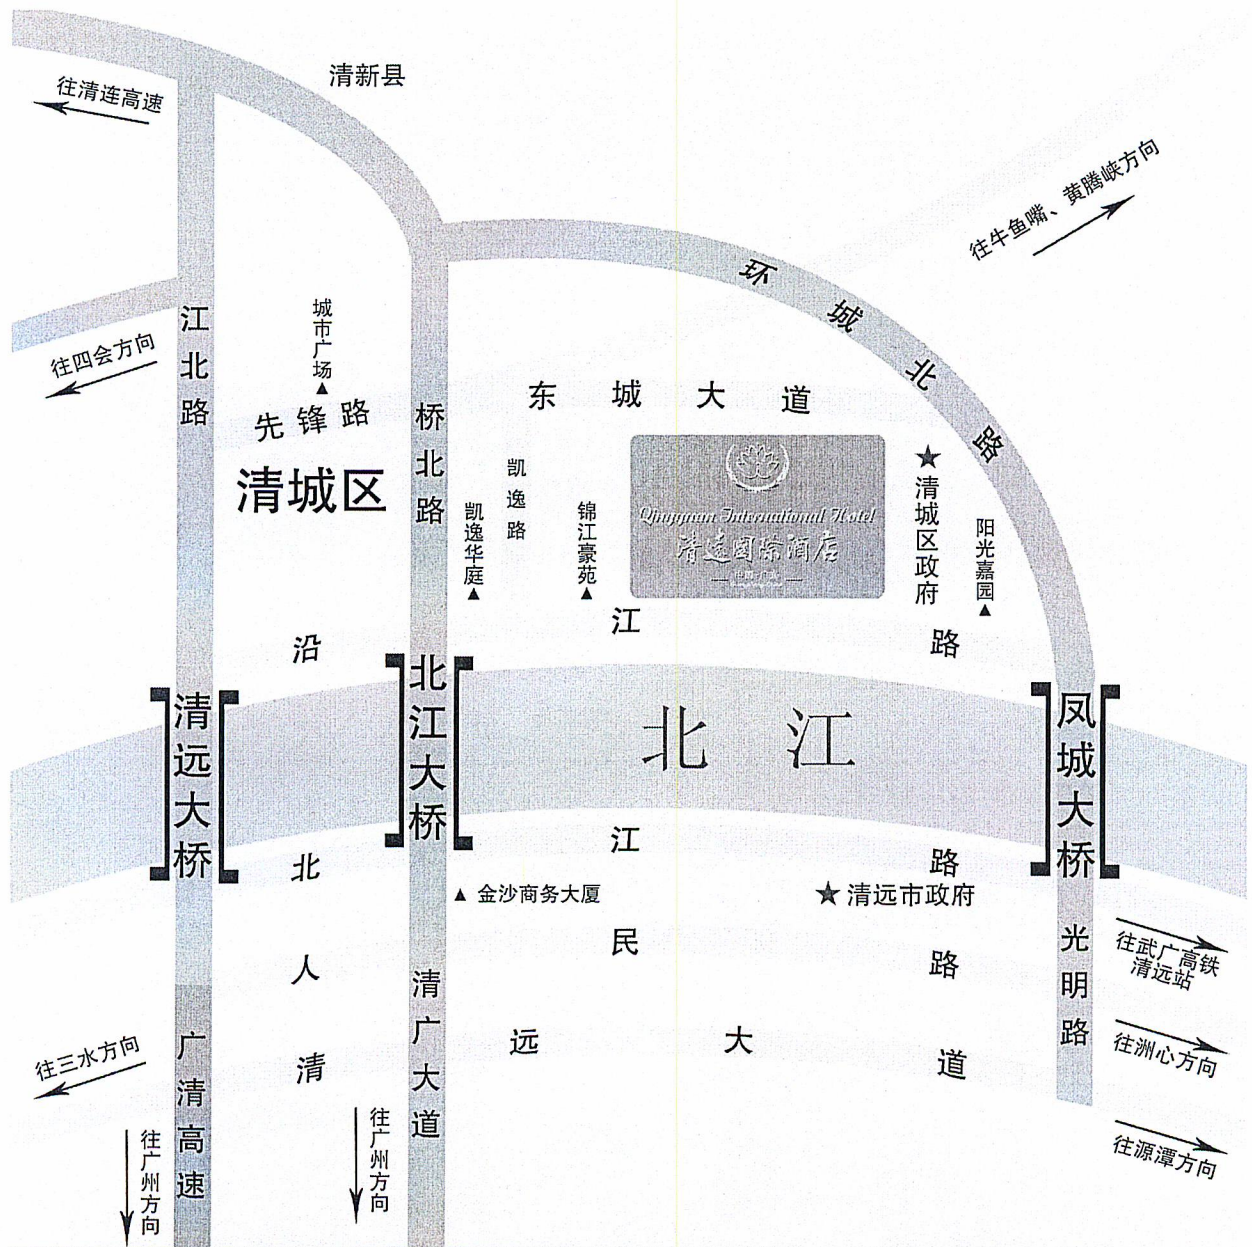 清新县
往清连高速
往牛鱼嘴、黄腾峡方向
环城北路
城市广场
江北路
往四会方向
先锋路
桥北路
东城大道
清城区
凯逸路
凯逸华庭
锦江豪苑
Qingyuan International Hotel
清远国际酒店
清城区政府
阳光嘉园
沿江路
清远大桥
北江大桥
北江
凤城大桥
北江路
金沙商务大厦
清远市政府
人民路
光明路
往武广高铁
清远站
清远大道
往洲心方向
清广大道
广清高速
往三水方向
往广州方向
往广州方向
往源潭方向